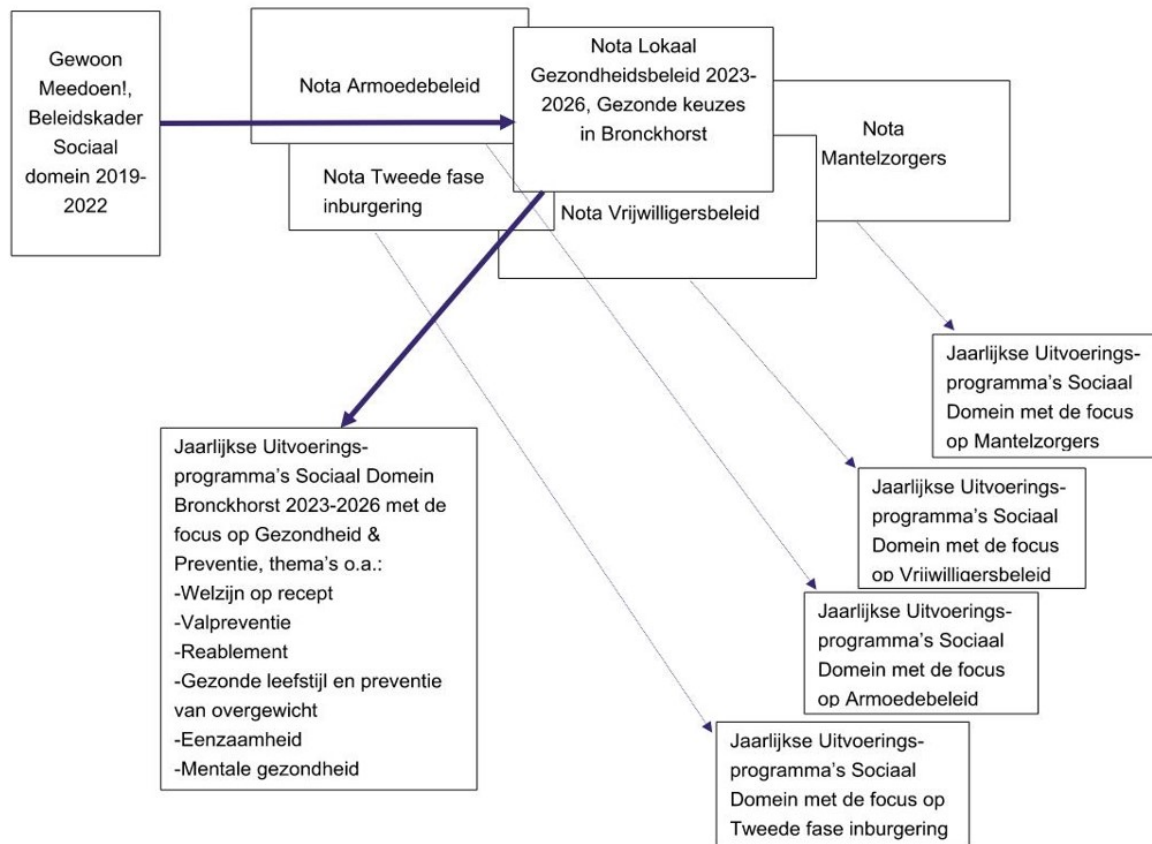 Gewoon
Meedoen!,
Beleidskader
Sociaal
domein 2019-
2022
Nota Armoedebeleid
Nota Tweede fase
inburgering
Nota Lokaal
Gezondheidsbeleid 2023-
2026, Gezonde keuzes
in Bronckhorst
Nota Vrijwilligersbeleid
Nota
Mantelzorgers
Jaarlijkse Uitvoerings-
programma's Sociaal Domein
Bronckhorst 2023-2026 met de
focus op Gezondheid &
Preventie, thema's o.a.:
-Welzijn op recept
-Valpreventie
-Reablement
-Gezonde leefstijl en preventie
van overgewicht
-Eenzaamheid
-Mentale gezondheid
Jaarlijkse Uitvoerings-
programma's Sociaal
Domein met de focus
op Mantelzorgers
Jaarlijkse Uitvoerings-
programma's Sociaal
Domein met de focus
op Vrijwilligersbeleid
Jaarlijkse Uitvoerings-
programma's Sociaal
Domein met de focus
op Armoedebeleid
Jaarlijkse Uitvoerings-
programma's Sociaal
Domein met de focus op
Tweede fase inburgering